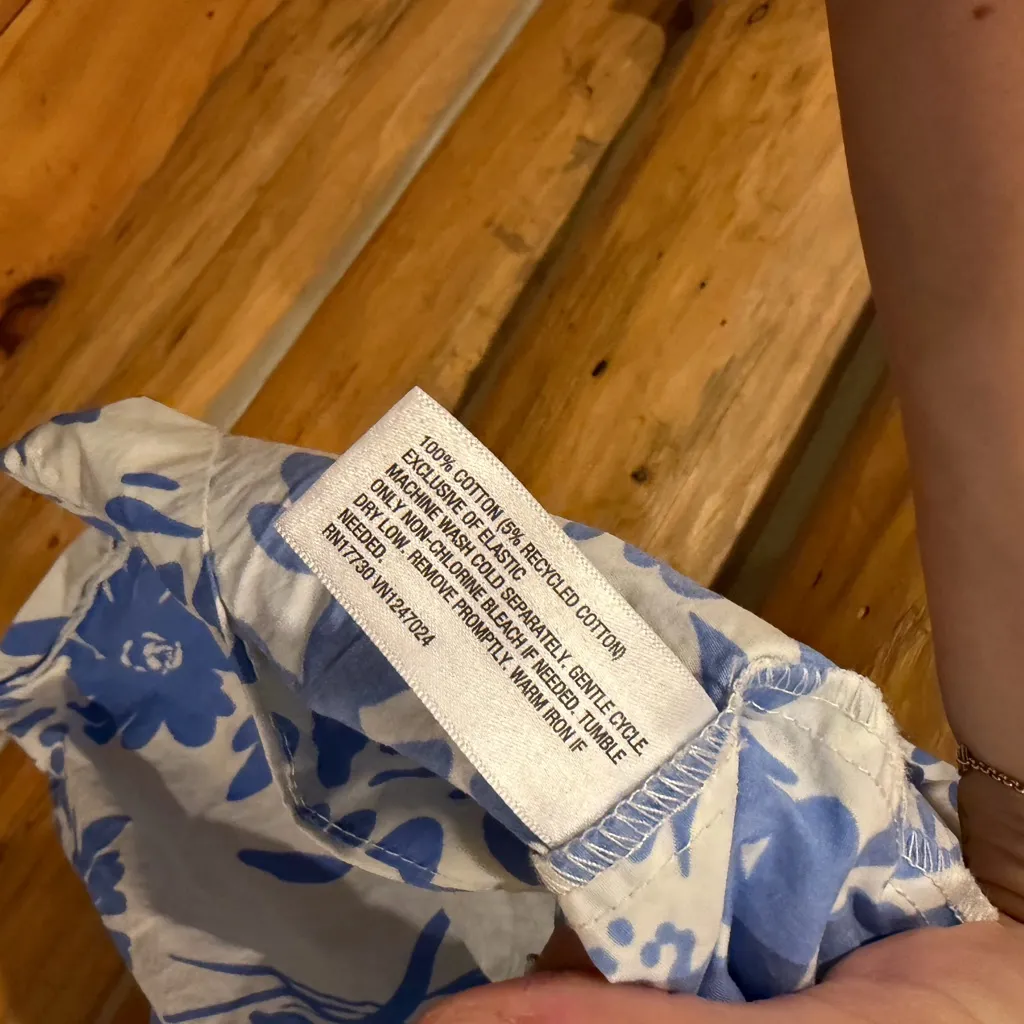 100% COTTON (5% RECYCLED COTTON)
EXCLUSIVE OF ELASTIC
MACHINE WASH COLD SEPARATELY. GENTLE CYCLE.
ONLY NON-CHLORINE BLEACH IF NEEDED. TUMBLE
DRY LOW. REMOVE PROMPTLY. WARM IRON IF
NEEDED.
RN17730 VN1247024